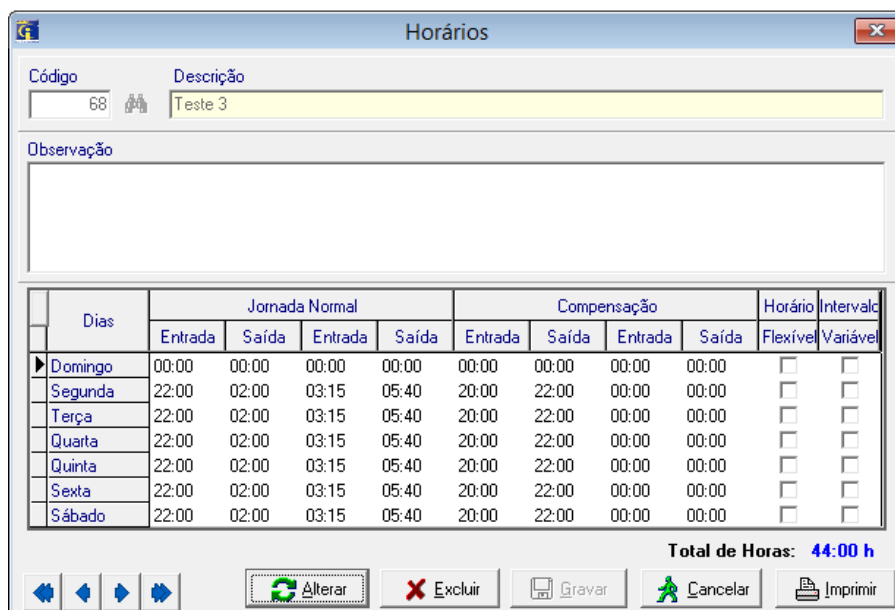 Horários
Código Descrição
68 Teste 3
Observação
Dias Jornada Normal Compensação Horário Intervalo
Entrada Saída Entrada Saída Entrada Saída Entrada Saída Flexível Variável
Domingo 00:00 00:00 00:00 00:00 00:00 00:00 00:00 00:00
Segunda 22:00 02:00 03:15 05:40 20:00 22:00 00:00 00:00
Terça 22:00 02:00 03:15 05:40 20:00 22:00 00:00 00:00
Quarta 22:00 02:00 03:15 05:40 20:00 22:00 00:00 00:00
Quinta 22:00 02:00 03:15 05:40 20:00 22:00 00:00 00:00
Sexta 22:00 02:00 03:15 05:40 20:00 22:00 00:00 00:00
Sábado 22:00 02:00 03:15 05:40 20:00 22:00 00:00 00:00
Total de Horas: 44:00 h
Alterar Excluir Gravar Cancelar Imprimir